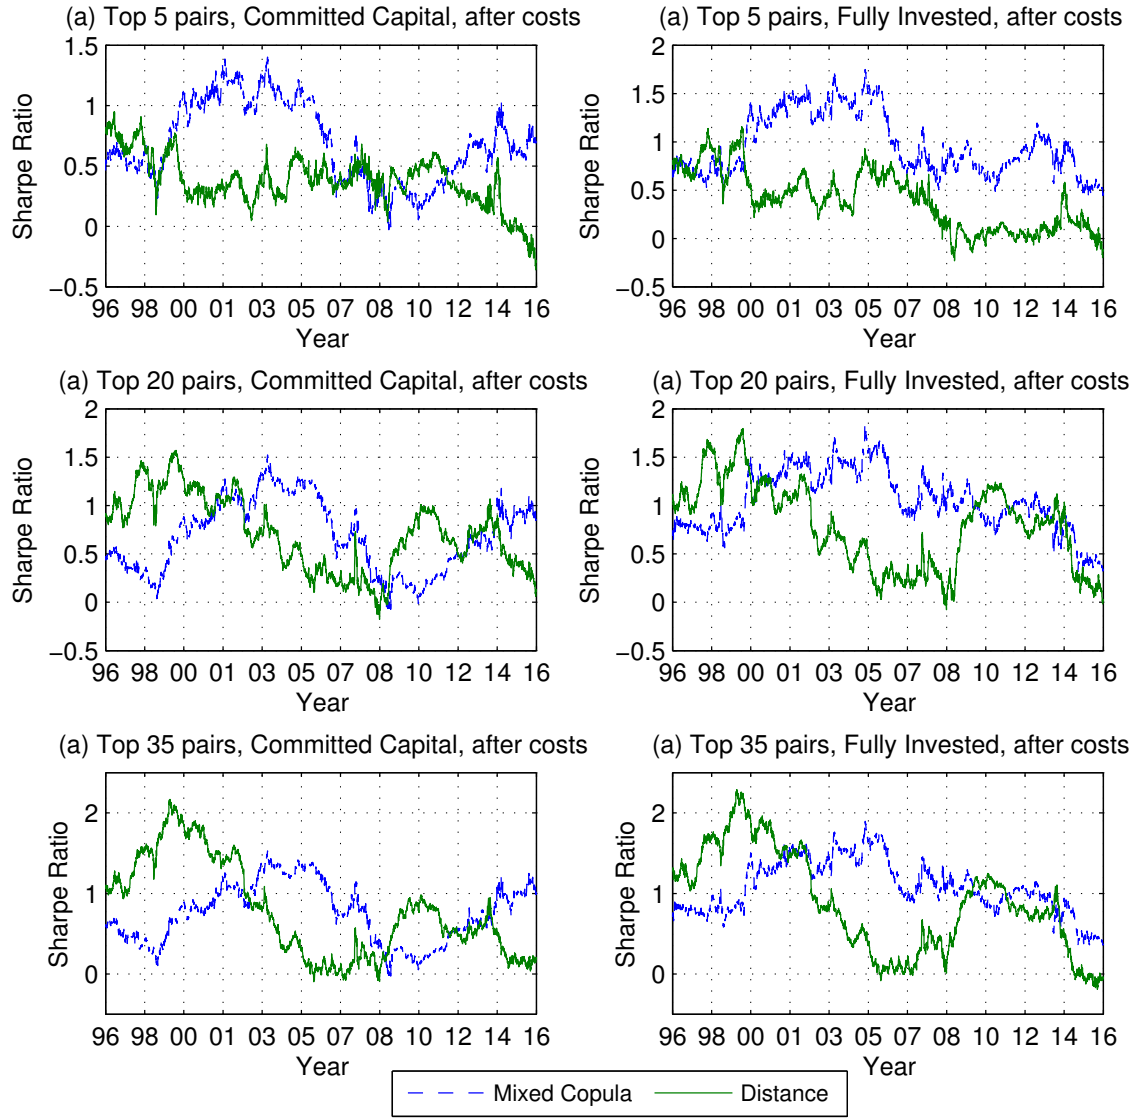 (a) Top 5 pairs, Committed Capital, after costs
1.5
1
0.5
0
−0.5
Sharpe Ratio
96 98 00 01 03 05 07 08 10 12 14 16
Year
(a) Top 5 pairs, Fully Invested, after costs
2
1.5
1
0.5
0
−0.5
Sharpe Ratio
96 98 00 01 03 05 07 08 10 12 14 16
Year
(a) Top 20 pairs, Committed Capital, after costs
2
1.5
1
0.5
0
−0.5
Sharpe Ratio
96 98 00 01 03 05 07 08 10 12 14 16
Year
(a) Top 20 pairs, Fully Invested, after costs
2
1.5
1
0.5
0
−0.5
Sharpe Ratio
96 98 00 01 03 05 07 08 10 12 14 16
Year
(a) Top 35 pairs, Committed Capital, after costs
2
1
0
Sharpe Ratio
96 98 00 01 03 05 07 08 10 12 14 16
Year
(a) Top 35 pairs, Fully Invested, after costs
2
1
0
Sharpe Ratio
96 98 00 01 03 05 07 08 10 12 14 16
Year
Mixed Copula Distance